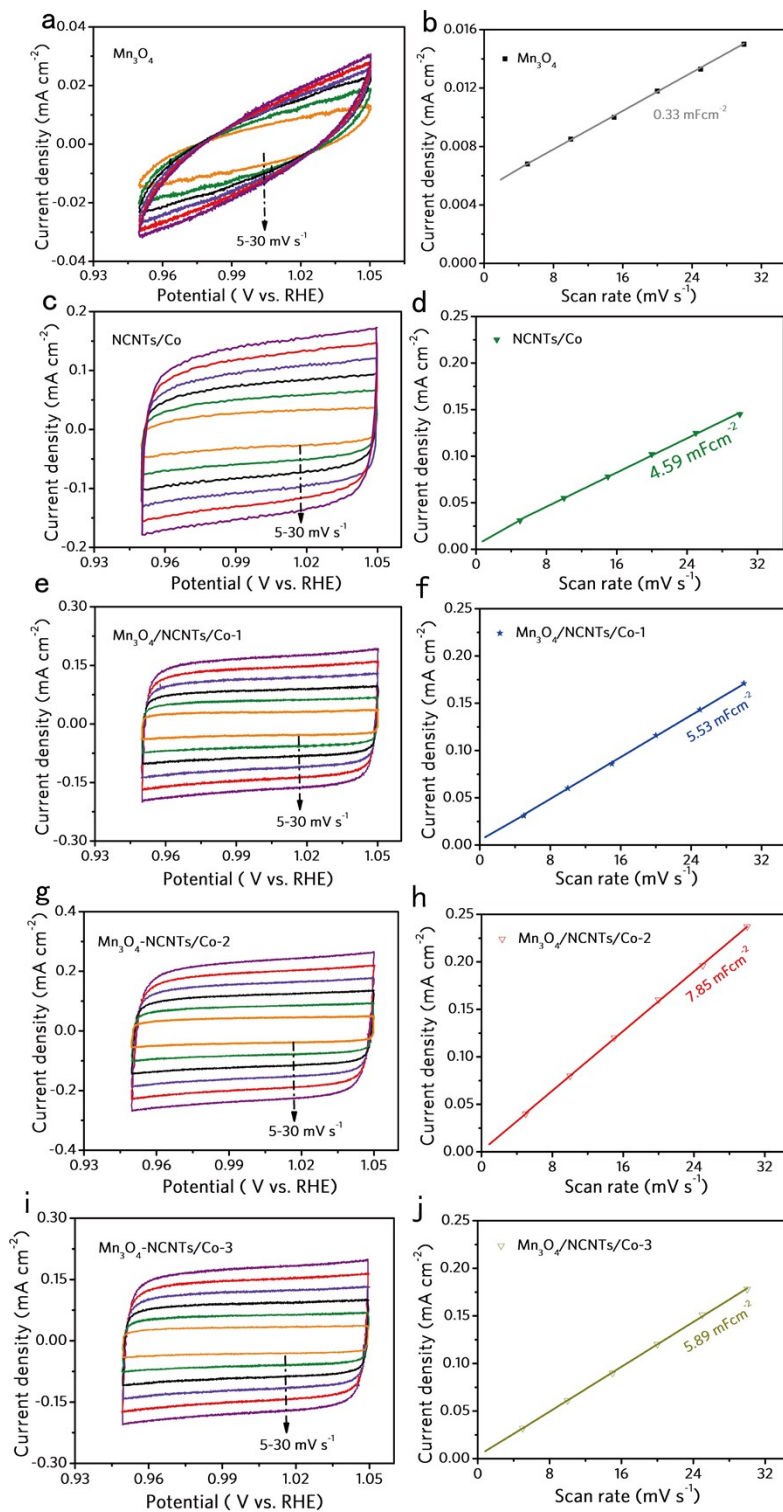 a
0.04
0.02
0.00
-0.02
-0.04
Current density (mA cm⁻²)
Mn₃O₄
5-30 mV s⁻¹
0.93 0.96 0.99 1.02 1.05
Potential ( V vs. RHE)
b
0.016
0.012
0.008
0.004
0.000
Current density (mA cm⁻²)
Mn₃O₄
0.33 mFcm⁻²
0 8 16 24 32
Scan rate (mV s⁻¹)
c
0.2
0.1
0.0
-0.1
-0.2
Current density (mA cm⁻²)
NCNTs/Co
5-30 mV s⁻¹
0.93 0.96 0.99 1.02 1.05
Potential ( V vs. RHE)
d
0.25
0.20
0.15
0.10
0.05
0.00
Current density (mA cm⁻²)
NCNTs/Co
4.59 mFcm⁻²
0 8 16 24 32
Scan rate (mV s⁻¹)
e
0.30
0.15
0.00
-0.15
-0.30
Current density (mA cm⁻²)
Mn₃O₄/NCNTs/Co-1
5-30 mV s⁻¹
0.93 0.96 0.99 1.02 1.05
Potential ( V vs. RHE)
f
0.25
0.20
0.15
0.10
0.05
0.00
Current density (mA cm⁻²)
Mn₃O₄/NCNTs/Co-1
5.53 mFcm⁻²
0 8 16 24 32
Scan rate (mV s⁻¹)
g
0.4
0.2
0.0
-0.2
-0.4
Current density (mA cm⁻²)
Mn₃O₄-NCNTs/Co-2
5-30 mV s⁻¹
0.93 0.96 0.99 1.02 1.05
Potential ( V vs. RHE)
h
0.25
0.20
0.15
0.10
0.05
0.00
Current density (mA cm⁻²)
Mn₃O₄/NCNTs/Co-2
7.85 mFcm⁻²
0 8 16 24 32
Scan rate (mV s⁻¹)
i
0.30
0.15
0.00
-0.15
-0.30
Current density (mA cm⁻²)
Mn₃O₄-NCNTs/Co-3
5-30 mV s⁻¹
0.93 0.96 0.99 1.02 1.05
Potential ( V vs. RHE)
j
0.25
0.20
0.15
0.10
0.05
0.00
Current density (mA cm⁻²)
Mn₃O₄/NCNTs/Co-3
5.89 mFcm⁻²
0 8 16 24 32
Scan rate (mV s⁻¹)